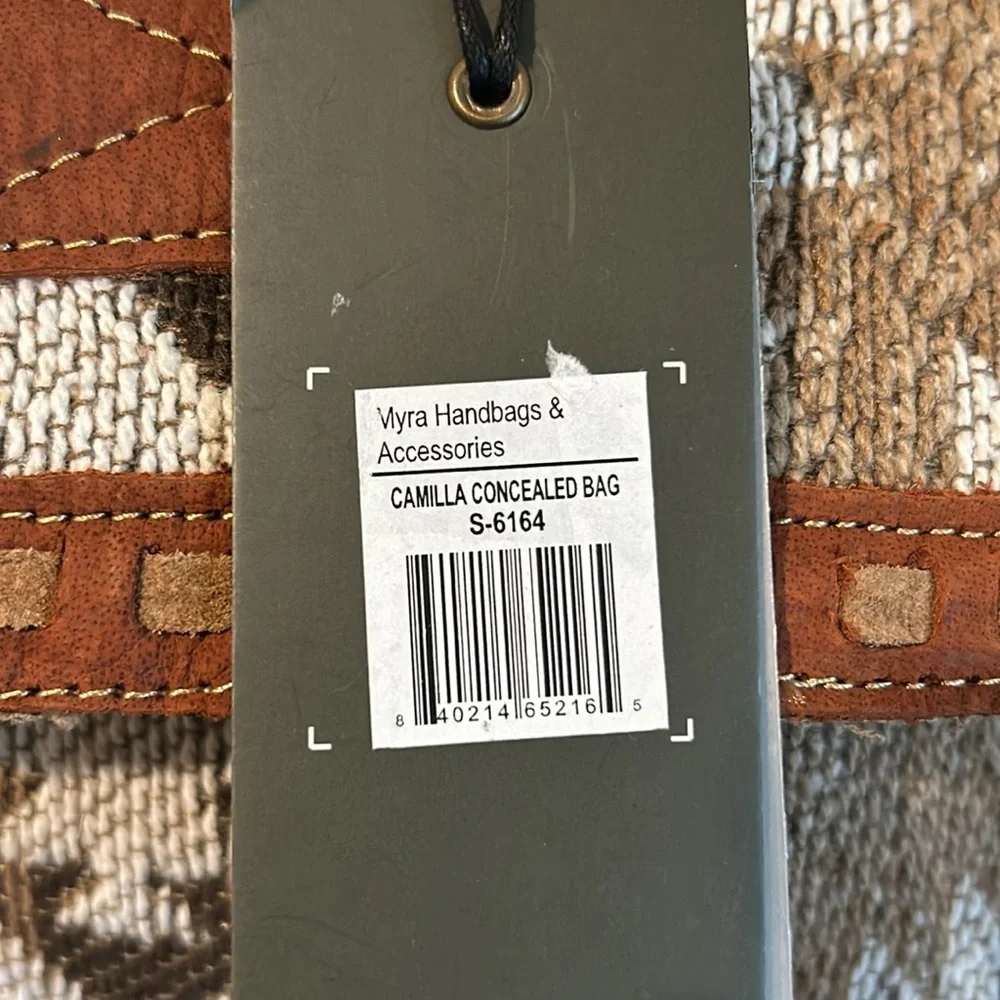 Myra Handbags &
Accessories
CAMILLA CONCEALED BAG
S-6164
8 40214 65216 5